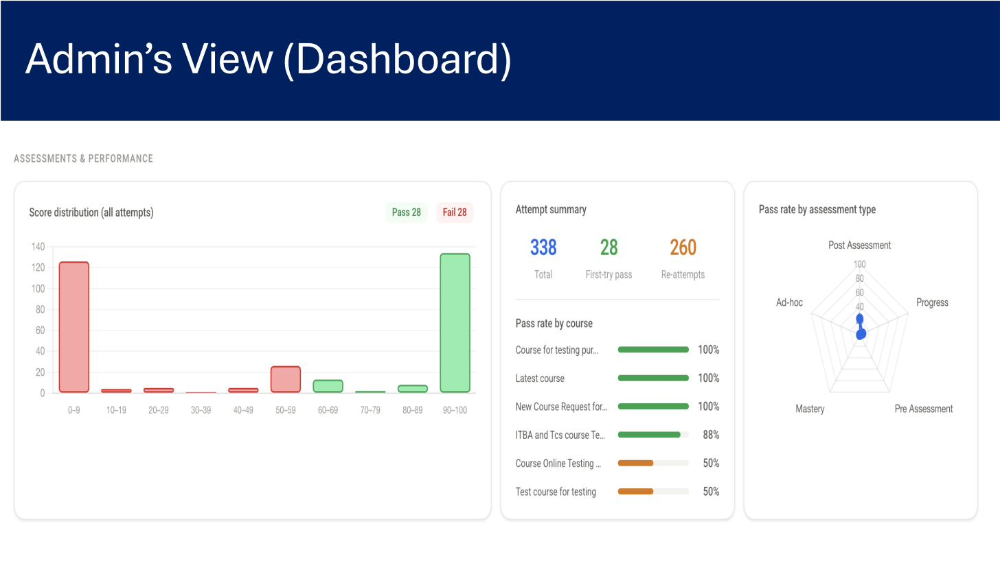 Admin’s View (Dashboard)
ASSESSMENTS & PERFORMANCE
Score distribution (all attempts)
Pass 28
Fail 28
140
120
100
80
60
40
20
0
0–9
10–19
20–29
30–39
40–49
50–59
60–69
70–79
80–89
90–100
Attempt summary
338
28
260
Total
First-try pass
Re-attempts
Pass rate by course
Course for testing pur... 100%
Latest course 100%
New Course Request for... 100%
ITBA and Tcs course Te... 88%
Course Online Testing ... 50%
Test course for testing 50%
Pass rate by assessment type
Post Assessment
100
80
60
40
Ad-hoc
Progress
Mastery
Pre Assessment